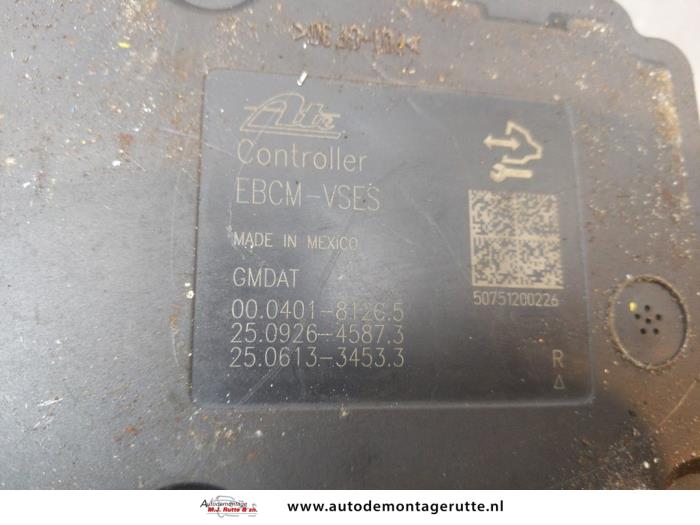 Ate
Controller
EBCM-VSES
MADE IN MEXICO
GMDAT
00.0401-8126.5
25.0926-4587.3
25.0613-3453.3
50751200226
R
Autodemontage
M.J. Rutte & zn.
www.autodemontagerutte.nl